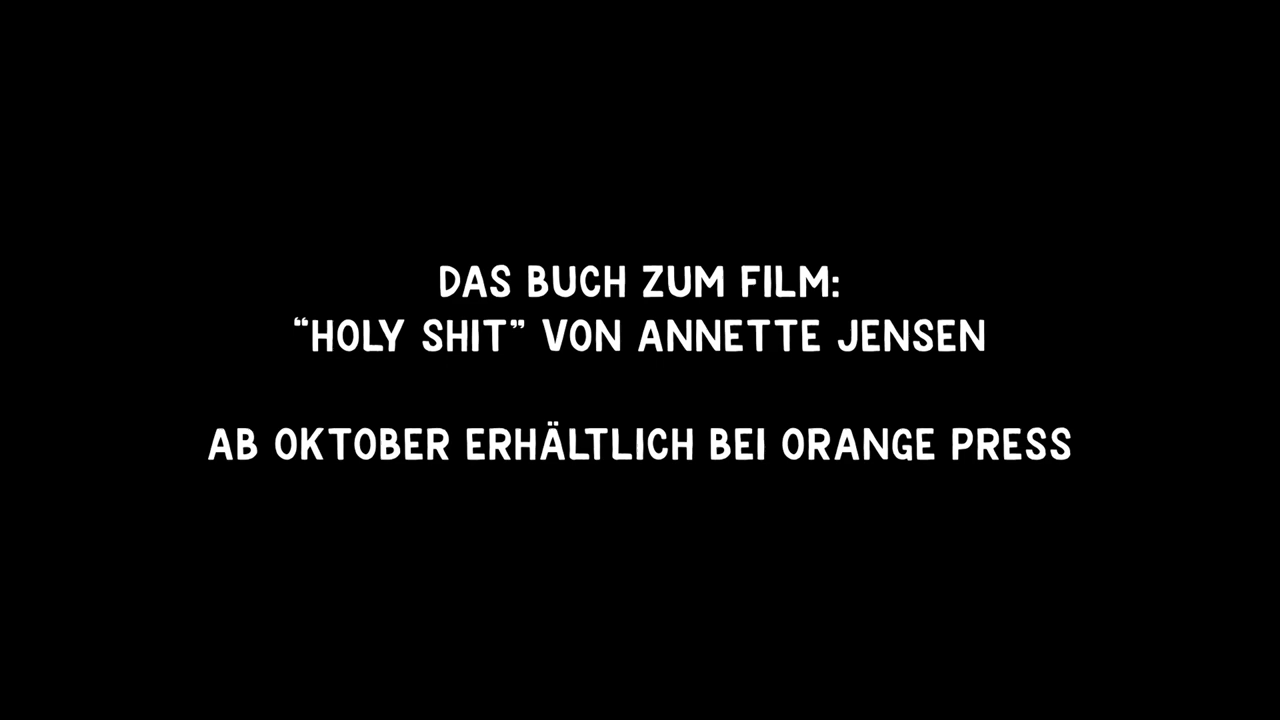 DAS BUCH ZUM FILM:
“HOLY SHIT” VON ANNETTE JENSEN
AB OKTOBER ERHÄLTLICH BEI ORANGE PRESS